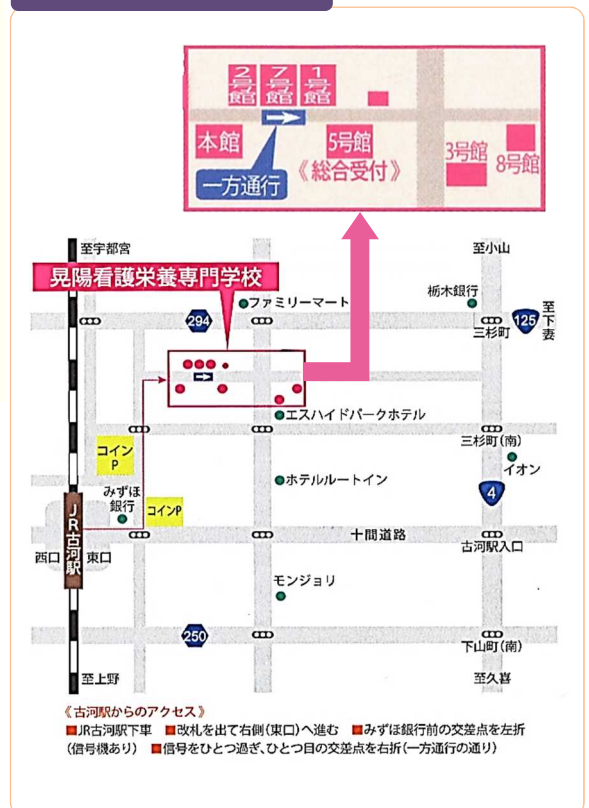 2号館
7号館
1号館
本館
5号館
《総合受付》
3号館
8号館
一方通行
至宇都宮
至小山
晃陽看護栄養専門学校
ファミリーマート
栃木銀行
294
125
至下妻
三杉町
エスハイドパークホテル
コイン
P
三杉町(南)
イオン
ホテルルートイン
みずほ
銀行
コインP
4
JR古河駅
西口
東口
十間道路
古河駅入口
モンジョリ
250
下山町(南)
至上野
至久喜
《古河駅からのアクセス》
■JR古河駅下車 ■改札を出て右側(東口)へ進む ■みずほ銀行前の交差点を左折
(信号機あり) ■信号をひとつ過ぎ、ひとつ目の交差点を右折(一方通行の通り)